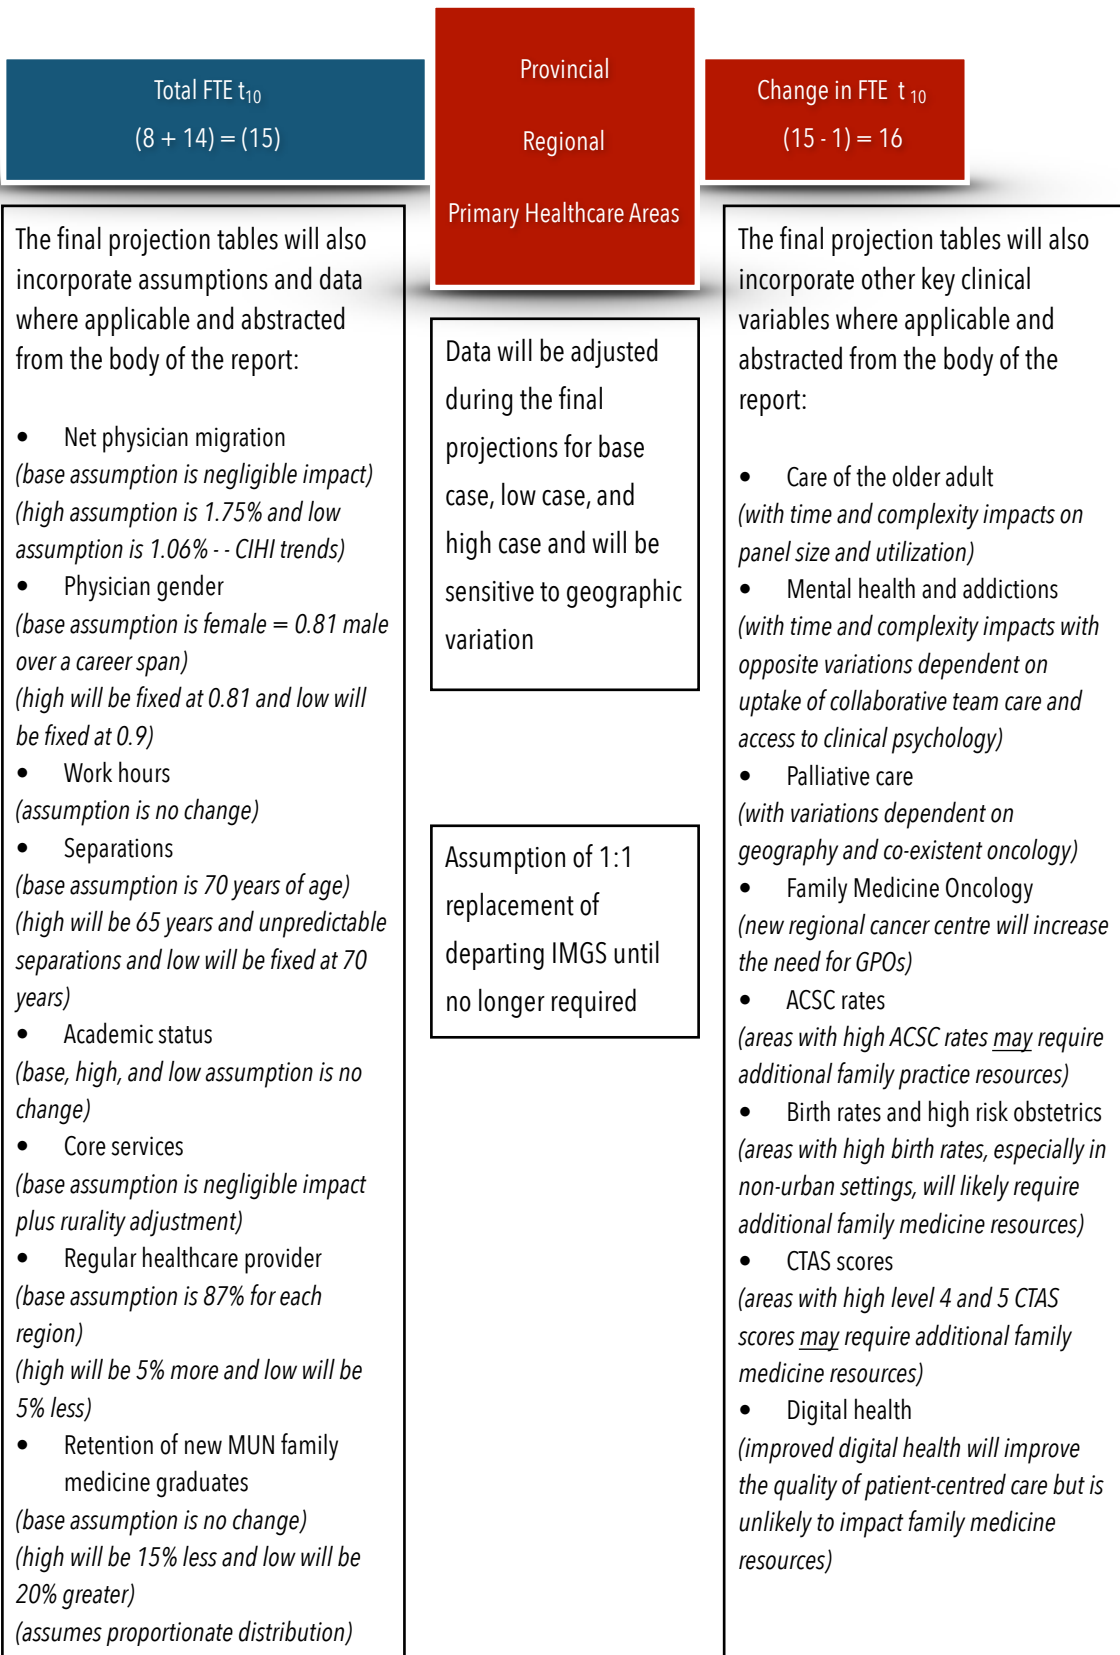 Total FTE t10
(8 + 14) = (15)
The final projection tables will also
incorporate assumptions and data
where applicable and abstracted
from the body of the report:
• Net physician migration
(base assumption is negligible impact)
(high assumption is 1.75% and low
assumption is 1.06% - - CIHI trends)
• Physician gender
(base assumption is female = 0.81 male
over a career span)
(high will be fixed at 0.81 and low will
be fixed at 0.9)
• Work hours
(assumption is no change)
• Separations
(base assumption is 70 years of age)
(high will be 65 years and unpredictable
separations and low will be fixed at 70
years)
• Academic status
(base, high, and low assumption is no
change)
• Core services
(base assumption is negligible impact
plus rurality adjustment)
• Regular healthcare provider
(base assumption is 87% for each
region)
(high will be 5% more and low will be
5% less)
• Retention of new MUN family
medicine graduates
(base assumption is no change)
(high will be 15% less and low will be
20% greater)
(assumes proportionate distribution)
Provincial
Regional
Primary Healthcare Areas
Data will be adjusted
during the final
projections for base
case, low case, and
high case and will be
sensitive to geographic
variation
Assumption of 1:1
replacement of
departing IMGS until
no longer required
Change in FTE t 10
(15 - 1) = 16
The final projection tables will also
incorporate other key clinical
variables where applicable and
abstracted from the body of the
report:
• Care of the older adult
(with time and complexity impacts on
panel size and utilization)
• Mental health and addictions
(with time and complexity impacts with
opposite variations dependent on
uptake of collaborative team care and
access to clinical psychology)
• Palliative care
(with variations dependent on
geography and co-existent oncology)
• Family Medicine Oncology
(new regional cancer centre will increase
the need for GPOs)
• ACSC rates
(areas with high ACSC rates may require
additional family practice resources)
• Birth rates and high risk obstetrics
(areas with high birth rates, especially in
non-urban settings, will likely require
additional family medicine resources)
• CTAS scores
(areas with high level 4 and 5 CTAS
scores may require additional family
medicine resources)
• Digital health
(improved digital health will improve
the quality of patient-centred care but is
unlikely to impact family medicine
resources)